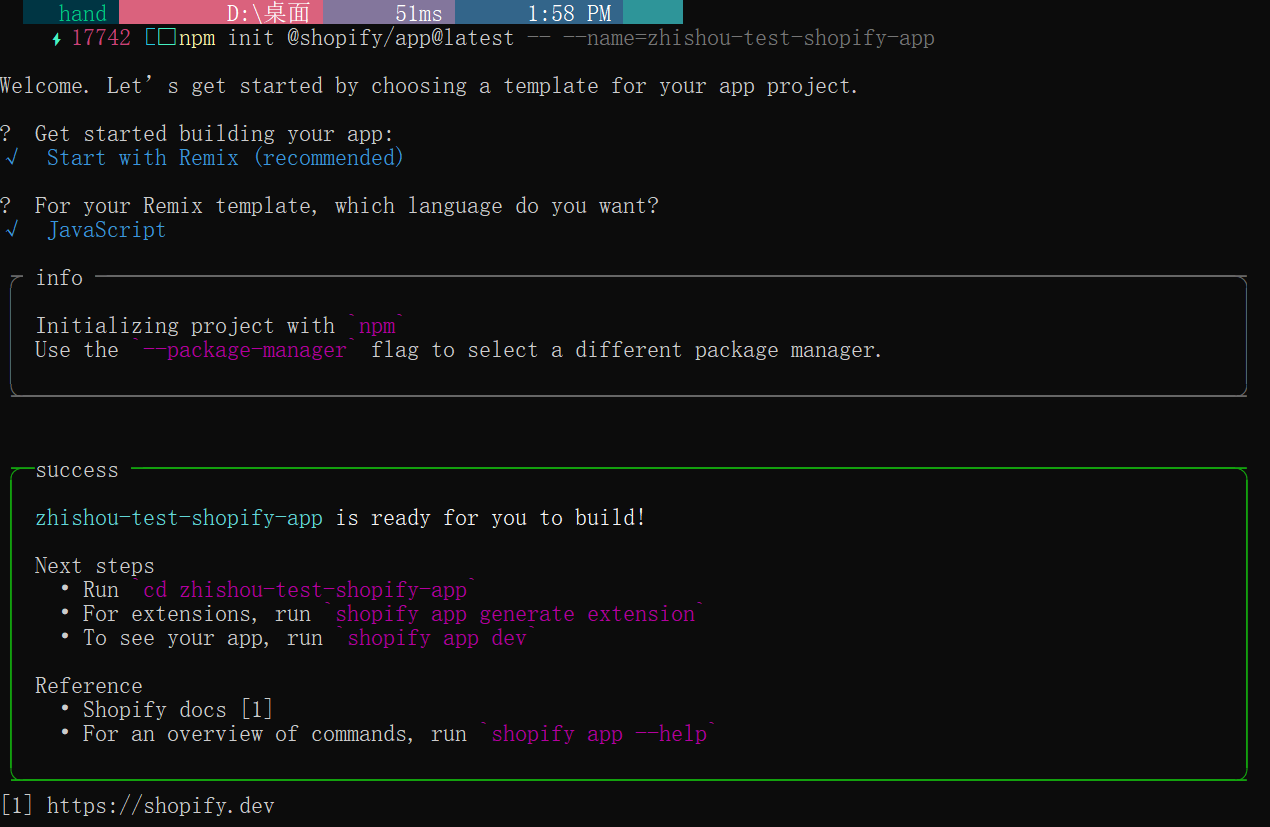 hand D:\桌面 51ms 1:58 PM
17742 npm init @shopify/app@latest -- --name=zhishou-test-shopify-app
Welcome. Let’s get started by choosing a template for your app project.
? Get started building your app:
√ Start with Remix (recommended)
? For your Remix template, which language do you want?
√ JavaScript
info
Initializing project with `npm`
Use the `--package-manager` flag to select a different package manager.
success
zhishou-test-shopify-app is ready for you to build!
Next steps
• Run `cd zhishou-test-shopify-app`
• For extensions, run `shopify app generate extension`
• To see your app, run `shopify app dev`
Reference
• Shopify docs [1]
• For an overview of commands, run `shopify app --help`
[1] https://shopify.dev